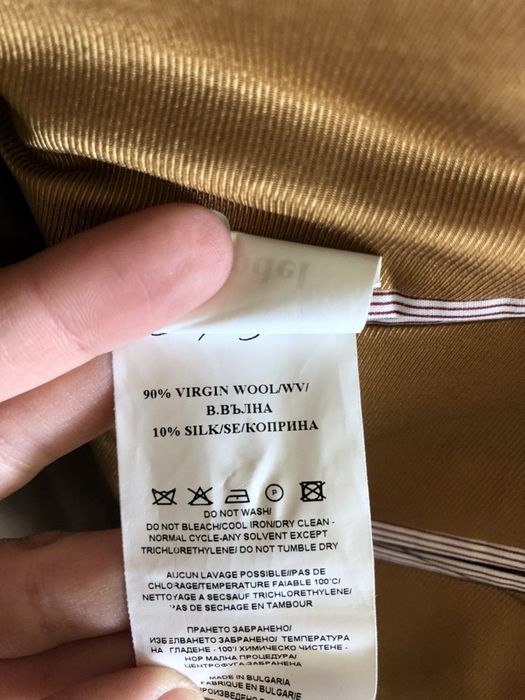 90% VIRGIN WOOL/WV/
В.ВЪЛНА
10% SILK/SE/КОПРИНА
P
DO NOT WASH/
DO NOT BLEACH/COOL IRON/DRY CLEAN -
NORMAL CYCLE-ANY SOLVENT EXCEPT
TRICHLORETHYLENE/ DO NOT TUMBLE DRY
AUCUN LAVAGE POSSIBLE//PAS DE
CHLORAGE/TEMPERATURE FAIABLE 100°C/
NETTOYAGE A SECSAUF TRICHLORETHYLENE/
PAS DE SECHAGE EN TAMBOUR
ПРАНЕТО ЗАБРАНЕНО/
ИЗБЕЛВАНЕТО ЗАБРАНЕНО/ ТЕМПЕРАТУРА
НА ГЛАДЕНЕ - 100°/ ХИМИЧЕСКО ЧИСТЕНЕ -
НОРМАЛНА ПРОЦЕДУРА/
ЦЕНТРОФУГА-ЗАБРАНЕНА
MADE IN BULGARIA
FABRIQUE EN BULGARIE
ПРОИЗВЕДЕНО